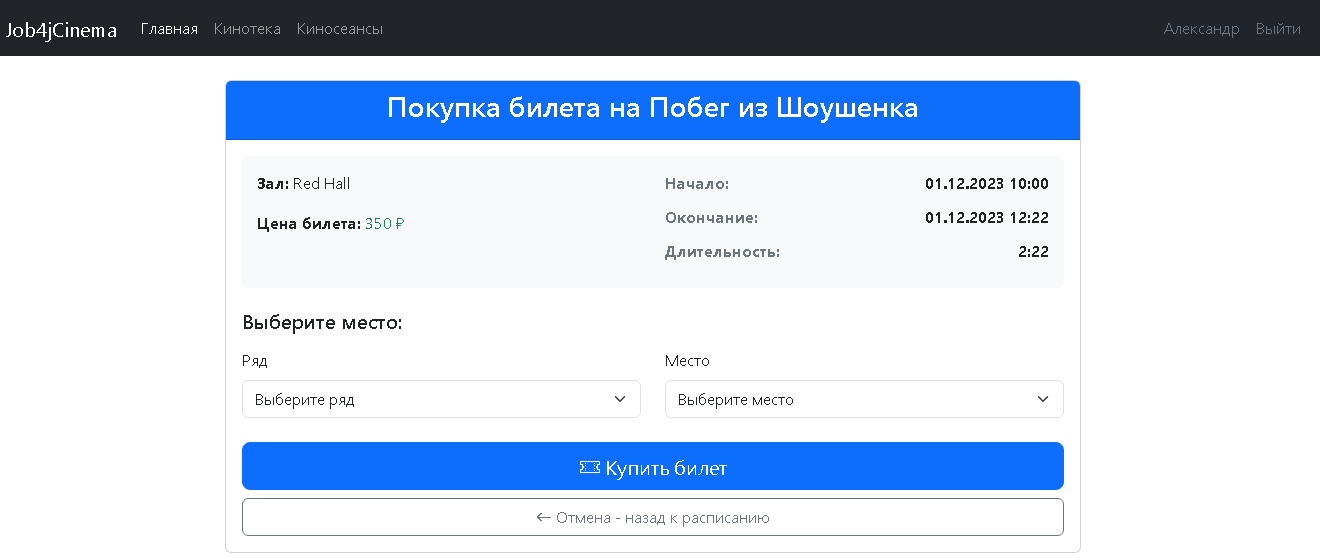 Job4jCinema Главная Кинотека Киносеансы Александр Выйти
Покупка билета на Побег из Шоушенка
Зал: Red Hall
Цена билета: 350 ₽
Начало: 01.12.2023 10:00
Окончание: 01.12.2023 12:22
Длительность: 2:22
Выберите место:
Ряд
Выберите ряд
Место
Выберите место
Купить билет
← Отмена - назад к расписанию